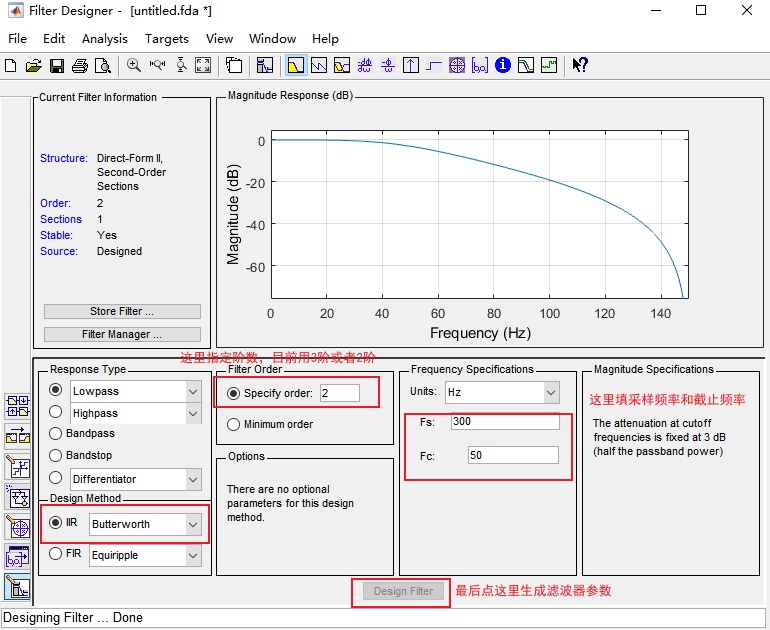 Filter Designer - [untitled.fda *]
File Edit Analysis Targets View Window Help
Current Filter Information
Structure: Direct-Form II,
Second-Order
Sections
Order: 2
Sections 1
Stable: Yes
Source: Designed
Store Filter ...
Filter Manager ...
Magnitude Response (dB)
Magnitude (dB)
0
-20
-40
-60
0 20 40 60 80 100 120 140
Frequency (Hz)
这里指定阶数，目前用3阶或者2阶
Response Type
Lowpass
Highpass
Bandpass
Bandstop
Differentiator
Design Method
IIR Butterworth
FIR Equiripple
Filter Order
Specify order: 2
Minimum order
Options
There are no optional
parameters for this design
method.
Frequency Specifications
Units: Hz
Fs: 300
Fc: 50
Magnitude Specifications
这里填采样频率和截止频率
The attenuation at cutoff
frequencies is fixed at 3 dB
(half the passband power)
Design Filter
最后点这里生成滤波器参数
Designing Filter ... Done